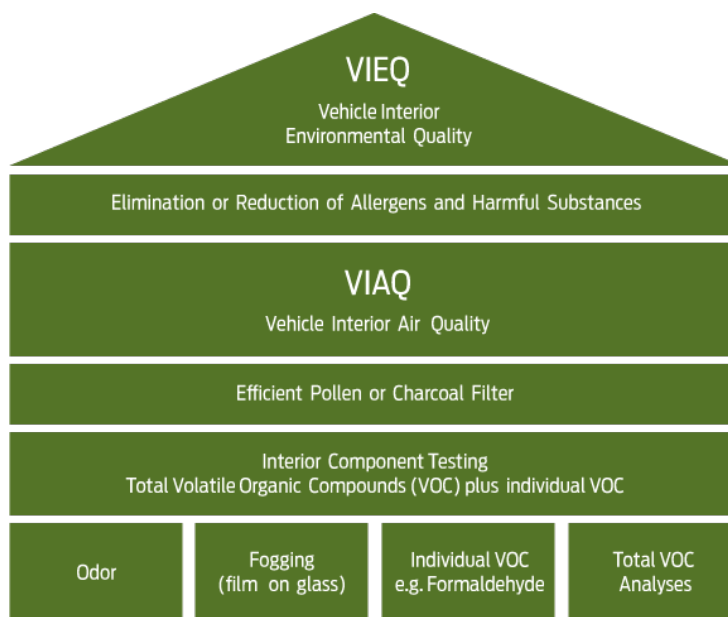 VIEQ
Vehicle Interior
Environmental Quality
Elimination or Reduction of Allergens and Harmful Substances
VIAQ
Vehicle Interior Air Quality
Efficient Pollen or Charcoal Filter
Interior Component Testing
Total Volatile Organic Compounds (VOC) plus individual VOC
Odor
Fogging
(film on glass)
Individual VOC
e.g. Formaldehyde
Total VOC
Analyses